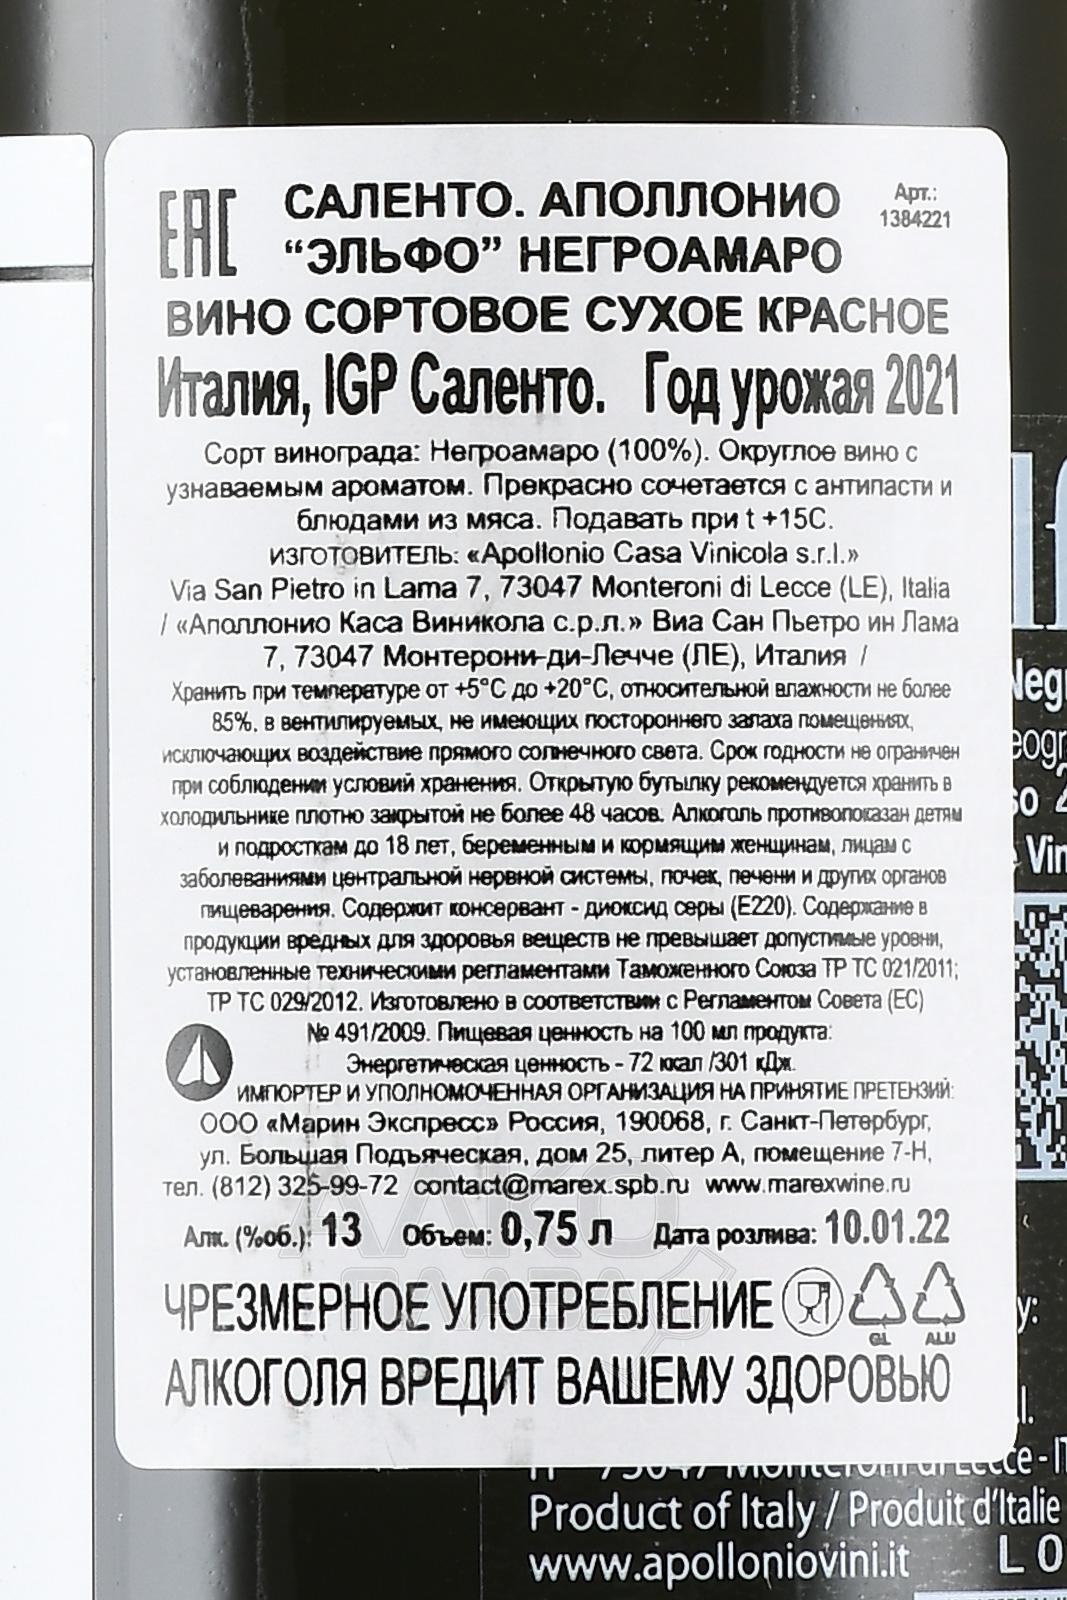 ЕАС
САЛЕНТО. АПОЛЛОНИО
Арт.:
1384221
“ЭЛЬФО” НЕГРОАМАРО
ВИНО СОРТОВОЕ СУХОЕ КРАСНОЕ
Италия, IGP Саленто. Год урожая 2021
Сорт винограда: Негроамаро (100%). Округлое вино с
узнаваемым ароматом. Прекрасно сочетается с антипасти и
блюдами из мяса. Подавать при t +15С.
ИЗГОТОВИТЕЛЬ: «Apollonio Casa Vinicola s.r.l.»
Via San Pietro in Lama 7, 73047 Monteroni di Lecce (LE), Italia
/ «Аполлонио Каса Виникола с.р.л.» Виа Сан Пьетро ин Лама
7, 73047 Монтерони-ди-Лечче (ЛЕ), Италия /
Хранить при температуре от +5°С до +20°С, относительной влажности не более
85%, в вентилируемых, не имеющих постороннего запаха помещениях,
исключающих воздействие прямого солнечного света. Срок годности не ограничен
при соблюдении условий хранения. Открытую бутылку рекомендуется хранить в
холодильнике плотно закрытой не более 48 часов. Алкоголь противопоказан детям
и подросткам до 18 лет, беременным и кормящим женщинам, лицам с
заболеваниями центральной нервной системы, почек, печени и других органов
пищеварения. Содержит консервант - диоксид серы (Е220). Содержание в
продукции вредных для здоровья веществ не превышает допустимые уровни,
установленные техническими регламентами Таможенного Союза ТР ТС 021/2011;
ТР ТС 029/2012. Изготовлено в соответствии с Регламентом Совета (ЕС)
№ 491/2009. Пищевая ценность на 100 мл продукта:
Энергетическая ценность - 72 ккал /301 кДж.
ИМПОРТЕР И УПОЛНОМОЧЕННАЯ ОРГАНИЗАЦИЯ НА ПРИНЯТИЕ ПРЕТЕНЗИЙ:
ООО «Марин Экспресс» Россия, 190068, г. Санкт-Петербург,
ул. Большая Подъяческая, дом 25, литер А, помещение 7-Н,
тел. (812) 325-99-72 contact@marex.spb.ru www.marexwine.ru
Алк. (%об.): 13 Объем: 0,75 л Дата розлива: 10.01.22
ЧРЕЗМЕРНОЕ УПОТРЕБЛЕНИЕ
GL ALU
АЛКОГОЛЯ ВРЕДИТ ВАШЕМУ ЗДОРОВЬЮ
Product of Italy / Produit d'Italie
www.apolloniovini.it